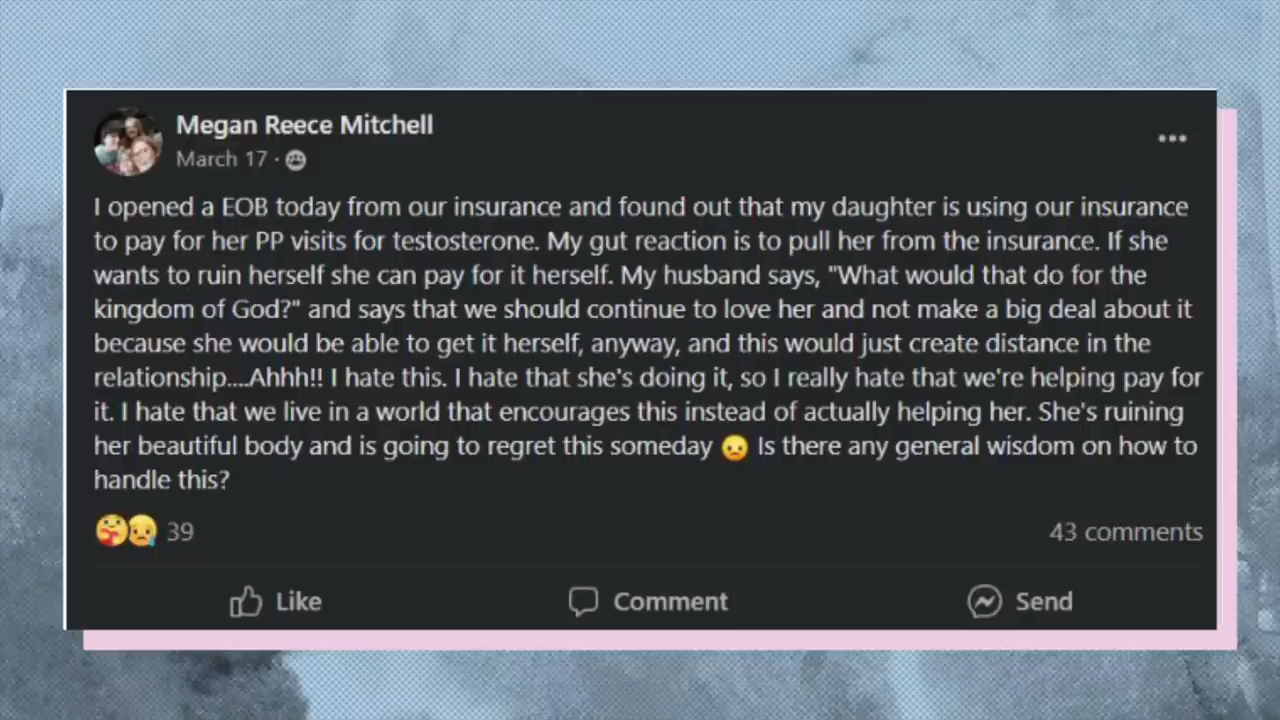 Megan Reece Mitchell
March 17 ·
I opened a EOB today from our insurance and found out that my daughter is using our insurance
to pay for her PP visits for testosterone. My gut reaction is to pull her from the insurance. If she
wants to ruin herself she can pay for it herself. My husband says, "What would that do for the
kingdom of God?" and says that we should continue to love her and not make a big deal about it
because she would be able to get it herself, anyway, and this would just create distance in the
relationship....Ahhh!! I hate this. I hate that she's doing it, so I really hate that we're helping pay for
it. I hate that we live in a world that encourages this instead of actually helping her. She's ruining
her beautiful body and is going to regret this someday 🙁 Is there any general wisdom on how to
handle this?
39 43 comments
Like Comment Send